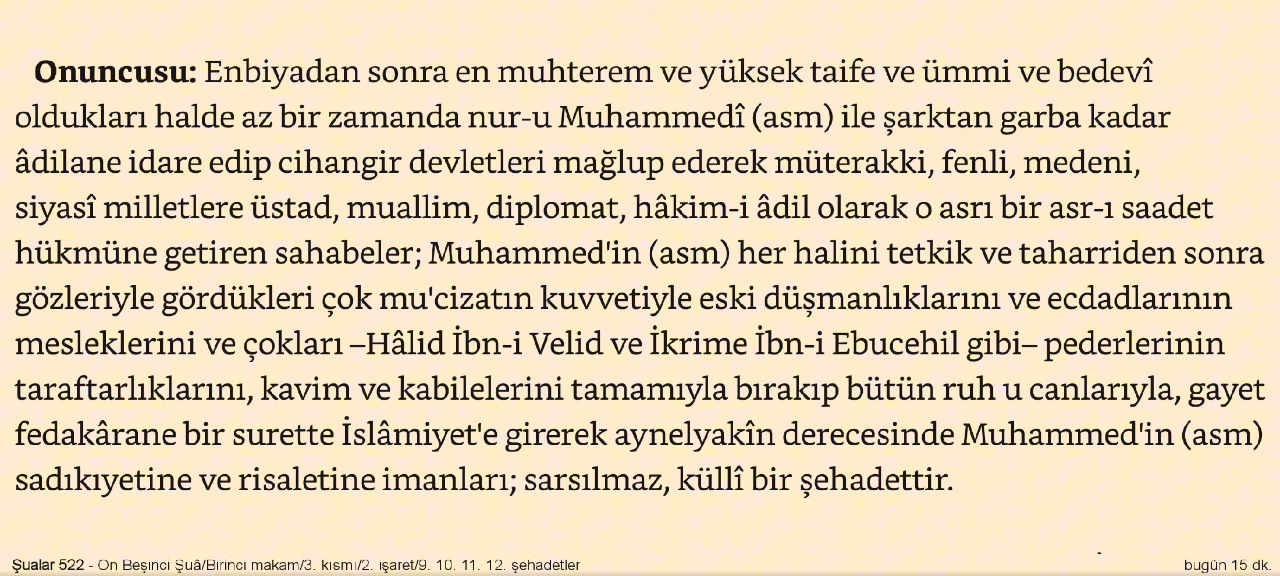 Onuncusu: Enbiyadan sonra en muhterem ve yüksek taife ve ümmi ve bedevî
oldukları halde az bir zamanda nur-u Muhammedî (asm) ile şarktan garba kadar
âdilane idare edip cihangir devletleri mağlup ederek müterakki, fenli, medeni,
siyasî milletlere üstad, muallim, diplomat, hâkim-i âdil olarak o asrı bir asr-ı saadet
hükmüne getiren sahabeler; Muhammed'in (asm) her halini tetkik ve taharriden sonra
gözleriyle gördükleri çok mu'cizatın kuvvetiyle eski düşmanlıklarını ve ecdadlarının
mesleklerini ve çokları –Hâlid İbn-i Velid ve İkrime İbn-i Ebucehil gibi– pederlerinin
taraftarlıklarını, kavim ve kabilelerini tamamıyla bırakıp bütün ruh u canlarıyla, gayet
fedakârane bir surette İslâmiyet'e girerek aynelyakîn derecesinde Muhammed'in (asm)
sadıkıyetine ve risaletine imanları; sarsılmaz, küllî bir şehadettir.
Şualar 522 - On Beşinci Şuâ/Birinci makam/3. kısmı/2. işaret/9. 10. 11. 12. şehadetler
bugün 15 dk.